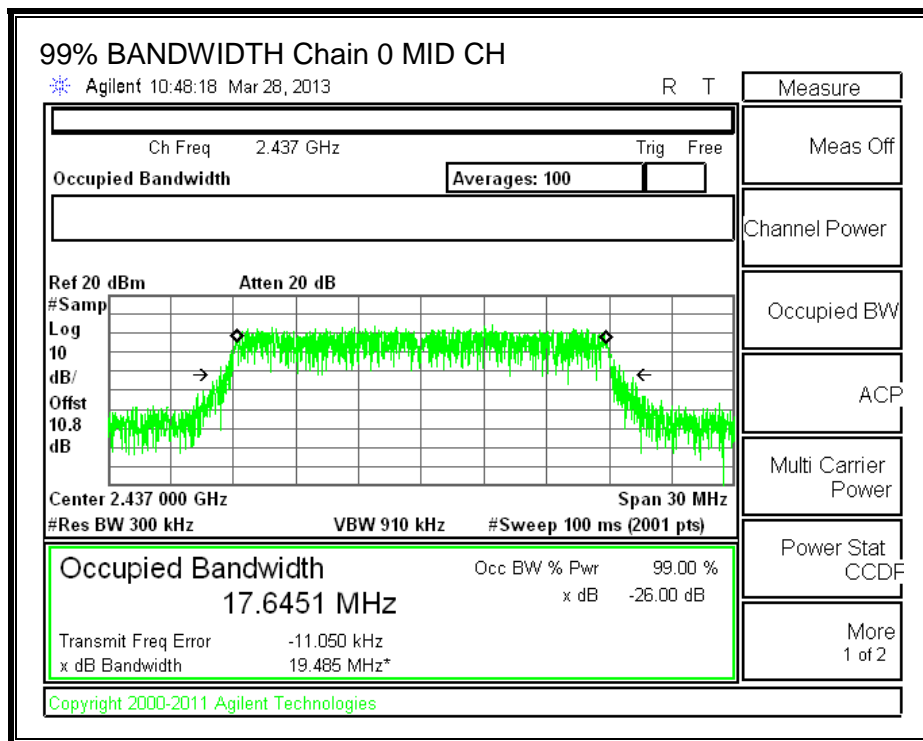 99% BANDWIDTH Chain 0 MID CH
Agilent 10:48:18 Mar 28, 2013 R T
Measure
Ch Freq 2.437 GHz Trig Free
Meas Off
Occupied Bandwidth Averages: 100
Channel Power
Ref 20 dBm Atten 20 dB
#Samp
Log
10
dB/
Offst
10.8
dB
Occupied BW
ACP
Center 2.437 000 GHz Span 30 MHz
#Res BW 300 kHz VBW 910 kHz #Sweep 100 ms (2001 pts)
Multi Carrier
Power
Occupied Bandwidth Occ BW % Pwr 99.00 %
17.6451 MHz x dB -26.00 dB
Transmit Freq Error -11.050 kHz
x dB Bandwidth 19.485 MHz*
Power Stat
CCDF
More
1 of 2
Copyright 2000-2011 Agilent Technologies